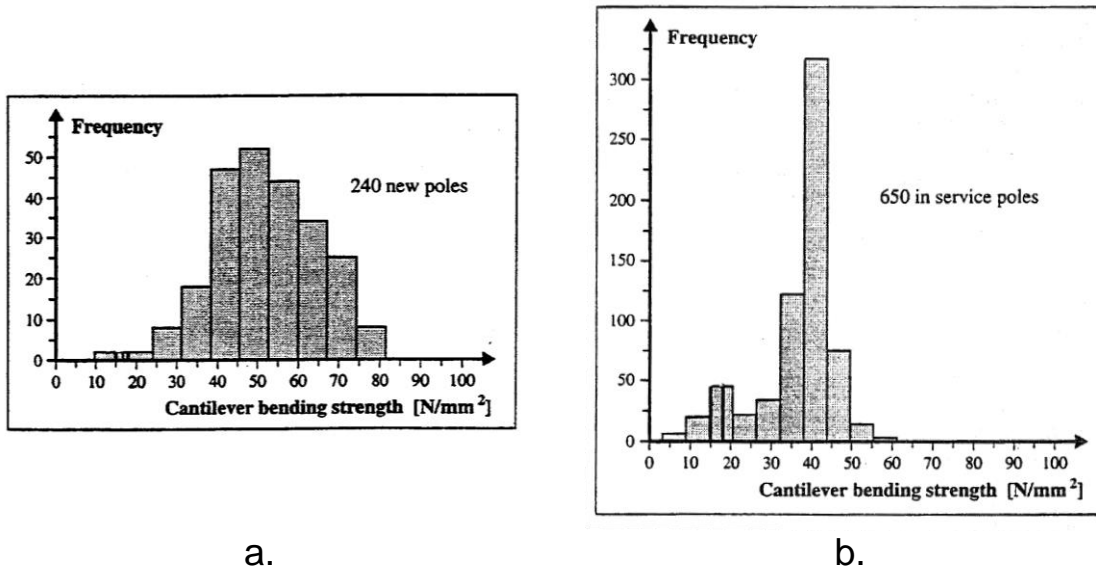 Frequency
50
40
30
20
10
0
240 new poles
0 10 20 30 40 50 60 70 80 90 100
Cantilever bending strength [N/mm²]
a.
Frequency
300
250
200
150
100
50
0
650 in service poles
0 10 20 30 40 50 60 70 80 90 100
Cantilever bending strength [N/mm²]
b.